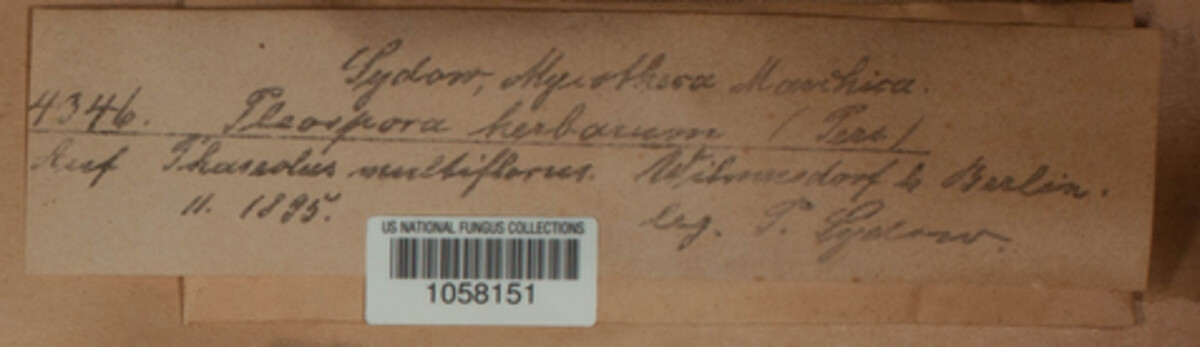 Sydow, Mycotheca Marchica.
4346. Pleospora herbarum (Pers)
Auf Phaseolus multiflorus. Wilmersdorf b. Berlin.
11. 1895. leg. P. Sydow.
US NATIONAL FUNGUS COLLECTIONS
1058151